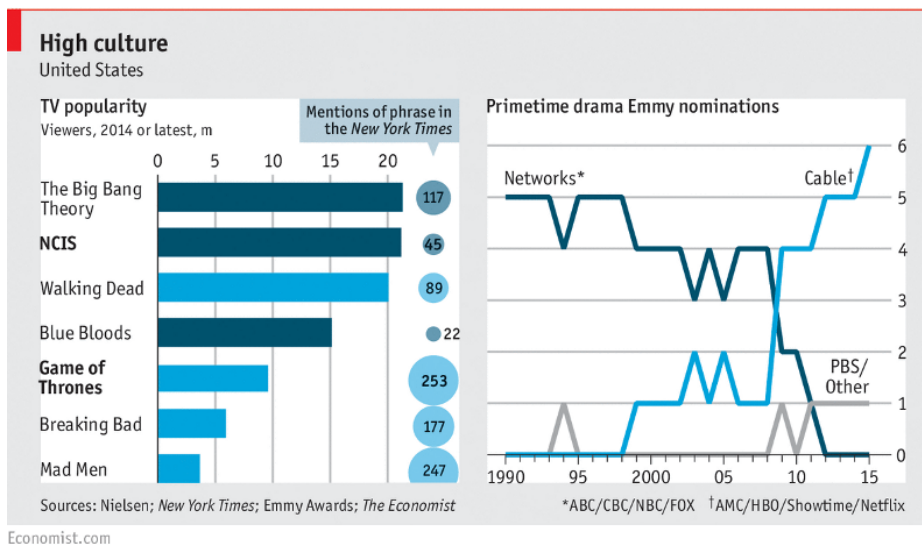 High culture
United States
TV popularity
Viewers, 2014 or latest, m
Mentions of phrase in
the New York Times
0 5 10 15 20
The Big Bang
Theory
117
NCIS
45
Walking Dead
89
Blue Bloods
22
Game of
Thrones
253
Breaking Bad
177
Mad Men
247
Primetime drama Emmy nominations
Networks*
Cable†
PBS/
Other
6
5
4
3
2
1
0
1990 95 2000 05 10 15
Sources: Nielsen; New York Times; Emmy Awards; The Economist
*ABC/CBC/NBC/FOX †AMC/HBO/Showtime/Netflix
Economist.com